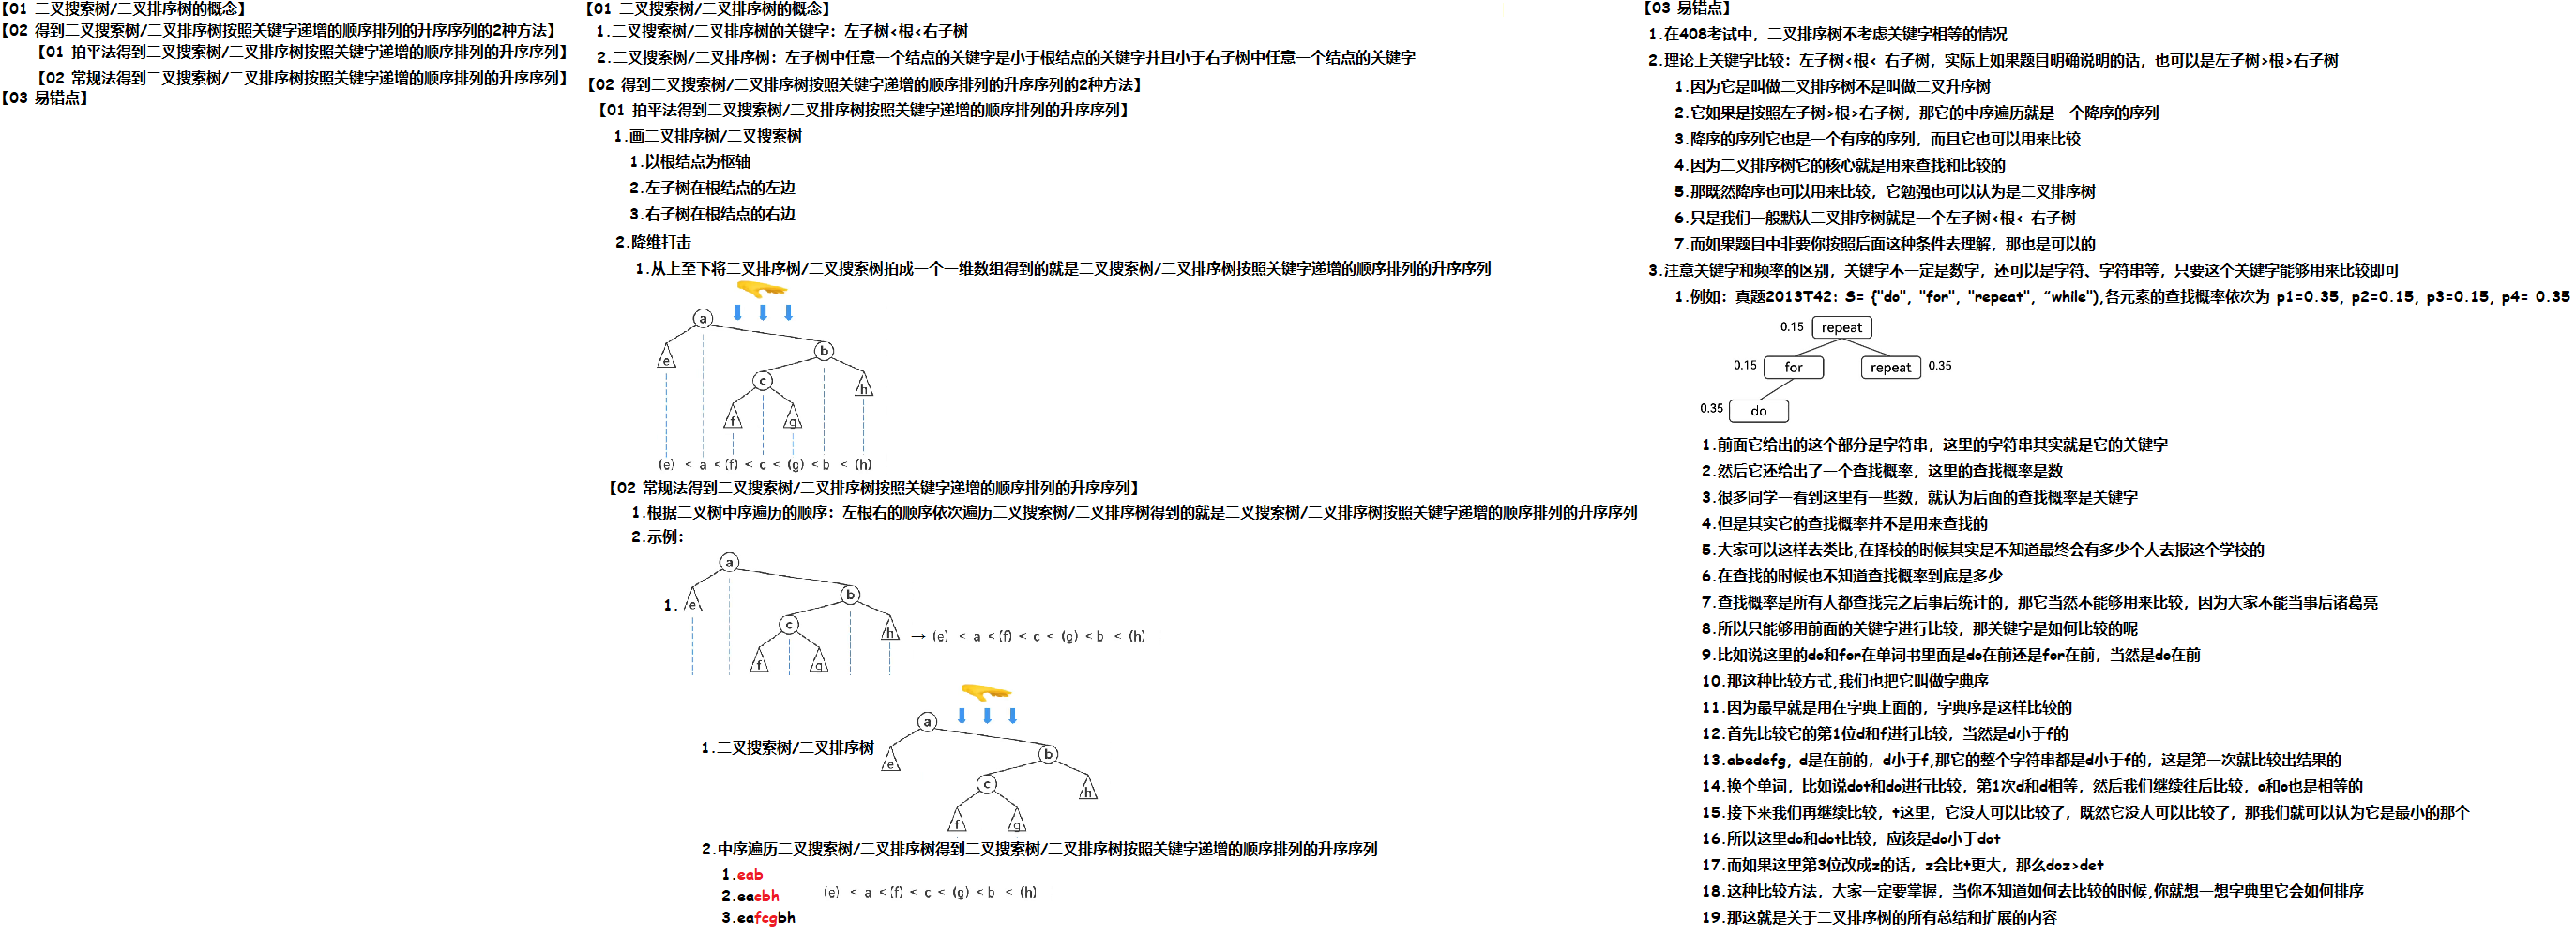 【01 二叉搜索树/二叉排序树的概念】
【02 得到二叉搜索树/二叉排序树按照关键字递增的顺序排列的升序序列的2种方法】
【01 拍平法得到二叉搜索树/二叉排序树按照关键字递增的顺序排列的升序序列】
【02 常规法得到二叉搜索树/二叉排序树按照关键字递增的顺序排列的升序序列】
【03 易错点】
【01 二叉搜索树/二叉排序树的概念】
1.二叉搜索树/二叉排序树的关键字：左子树<根<右子树
2.二叉搜索树/二叉排序树：左子树中任意一个结点的关键字是小于根结点的关键字并且小于右子树中任意一个结点的关键字
【02 得到二叉搜索树/二叉排序树按照关键字递增的顺序排列的升序序列的2种方法】
【01 拍平法得到二叉搜索树/二叉排序树按照关键字递增的顺序排列的升序序列】
1.画二叉排序树/二叉搜索树
1.以根结点为枢轴
2.左子树在根结点的左边
3.右子树在根结点的右边
2.降维打击
1.从上至下将二叉排序树/二叉搜索树拍成一个一维数组得到的就是二叉搜索树/二叉排序树按照关键字递增的顺序排列的升序序列
a
b
e
c
h
f g
(e) < a <(f) < c < (g) <b < (h)
【02 常规法得到二叉搜索树/二叉排序树按照关键字递增的顺序排列的升序序列】
1.根据二叉树中序遍历的顺序：左根右的顺序依次遍历二叉搜索树/二叉排序树得到的就是二叉搜索树/二叉排序树按照关键字递增的顺序排列的升序序列
2.示例：
a
b
1. e
c
h → (e) < a <(f) < c < (g) <b < (h)
f g
a
1.二叉搜索树/二叉排序树
b
e
c
h
f g
2.中序遍历二叉搜索树/二叉排序树得到二叉搜索树/二叉排序树按照关键字递增的顺序排列的升序序列
1.eab
2.eacbh (e) < a <(f) < c < (g) <b < (h)
3.eafcgbh
【03 易错点】
1.在408考试中，二叉排序树不考虑关键字相等的情况
2.理论上关键字比较：左子树<根< 右子树，实际上如果题目明确说明的话，也可以是左子树>根>右子树
1.因为它是叫做二叉排序树不是叫做二叉升序树
2.它如果是按照左子树>根>右子树，那它的中序遍历就是一个降序的序列
3.降序的序列它也是一个有序的序列，而且它也可以用来比较
4.因为二叉排序树它的核心就是用来查找和比较的
5.那既然降序也可以用来比较，它勉强也可以认为是二叉排序树
6.只是我们一般默认二叉排序树就是一个左子树<根< 右子树
7.而如果题目中非要你按照后面这种条件去理解，那也是可以的
3.注意关键字和频率的区别，关键字不一定是数字，还可以是字符、字符串等，只要这个关键字能够用来比较即可
1.例如：真题2013T42：S= {"do", "for", "repeat", “while"),各元素的查找概率依次为 p1=0.35, p2=0.15, p3=0.15, p4= 0.35
0.15 repeat
0.15 for repeat 0.35
0.35 do
1.前面它给出的这个部分是字符串，这里的字符串其实就是它的关键字
2.然后它还给出了一个查找概率，这里的查找概率是数
3.很多同学一看到这里有一些数，就认为后面的查找概率是关键字
4.但是其实它的查找概率并不是用来查找的
5.大家可以这样去类比,在择校的时候其实是不知道最终会有多少个人去报这个学校的
6.在查找的时候也不知道查找概率到底是多少
7.查找概率是所有人都查找完之后事后统计的，那它当然不能够用来比较，因为大家不能当事后诸葛亮
8.所以只能够用前面的关键字进行比较，那关键字是如何比较的呢
9.比如说这里的do和for在单词书里面是do在前还是for在前，当然是do在前
10.那这种比较方式,我们也把它叫做字典序
11.因为最早就是用在字典上面的，字典序是这样比较的
12.首先比较它的第1位d和f进行比较，当然是d小于f的
13.abedefg, d是在前的，d小于f,那它的整个字符串都是d小于f的，这是第一次就比较出结果的
14.换个单词，比如说dot和do进行比较，第1次d和d相等，然后我们继续往后比较，o和o也是相等的
15.接下来我们再继续比较，t这里，它没人可以比较了，既然它没人可以比较了，那我们就可以认为它是最小的那个
16.所以这里do和dot比较，应该是do小于dot
17.而如果这里第3位改成z的话，z会比t更大，那么doz>det
18.这种比较方法，大家一定要掌握，当你不知道如何去比较的时候,你就想一想字典里它会如何排序
19.那这就是关于二叉排序树的所有总结和扩展的内容